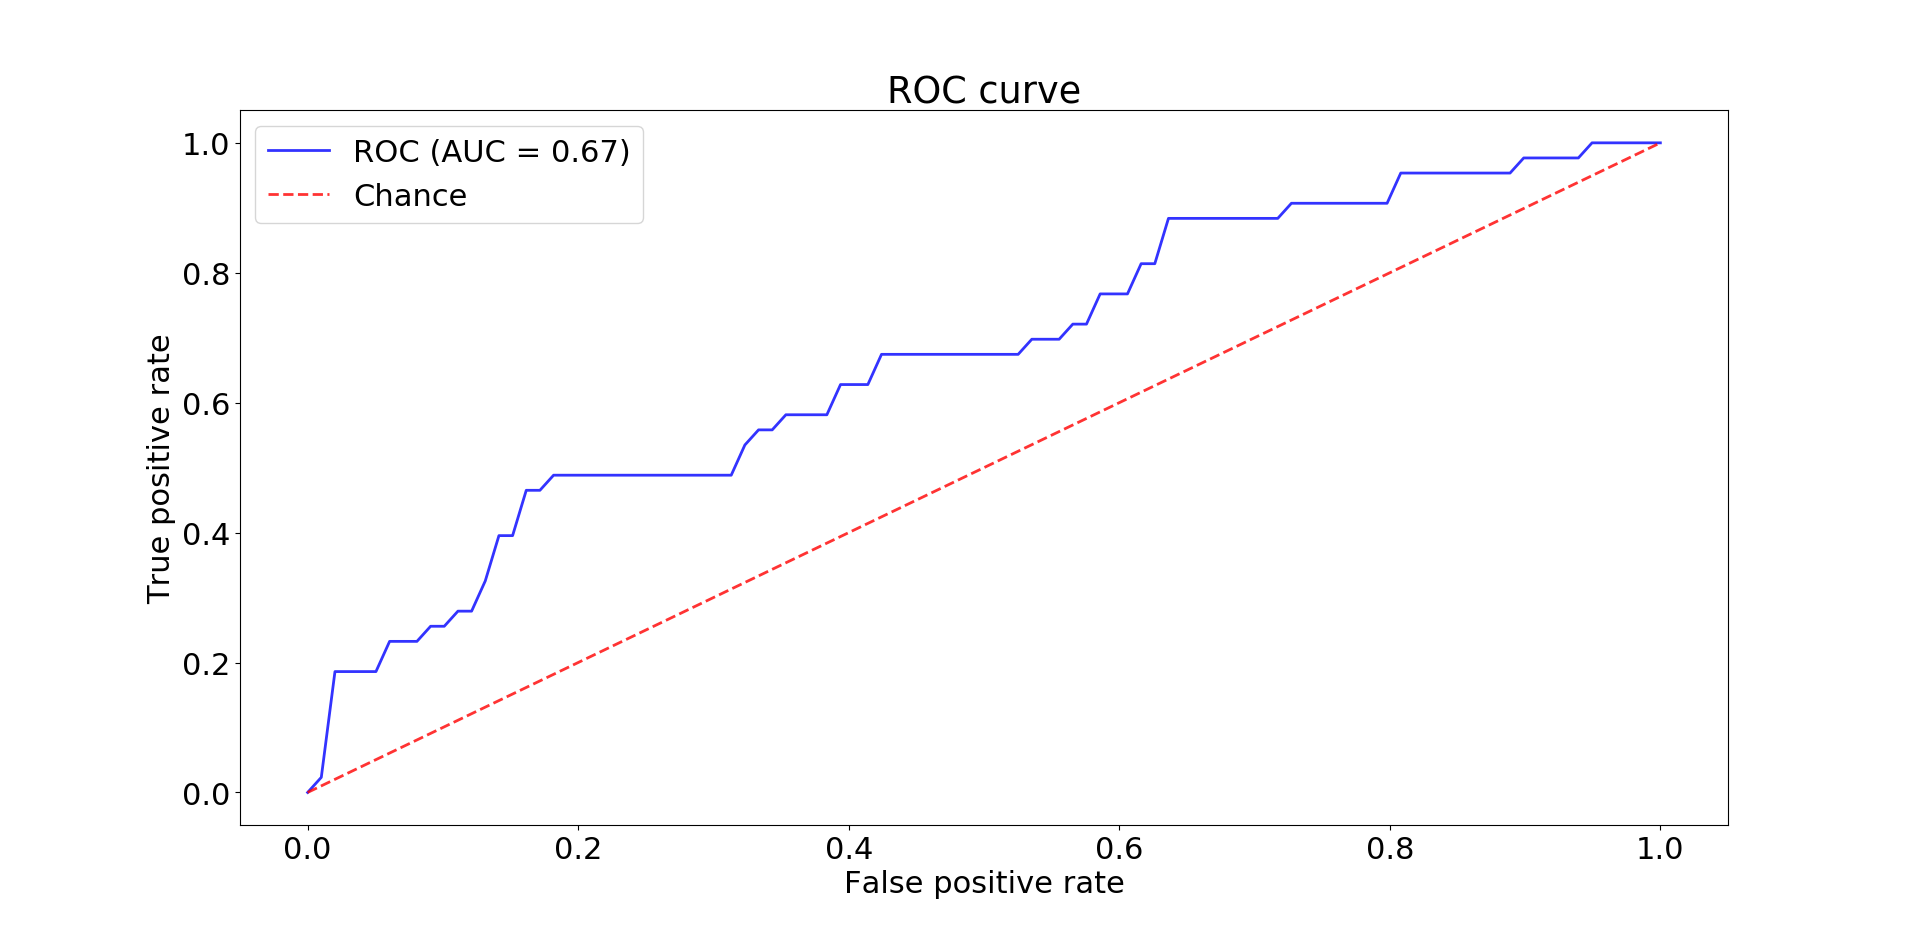 ROC curve
ROC (AUC = 0.67)
Chance
True positive rate
1.0
0.8
0.6
0.4
0.2
0.0
0.0 0.2 0.4 0.6 0.8 1.0
False positive rate